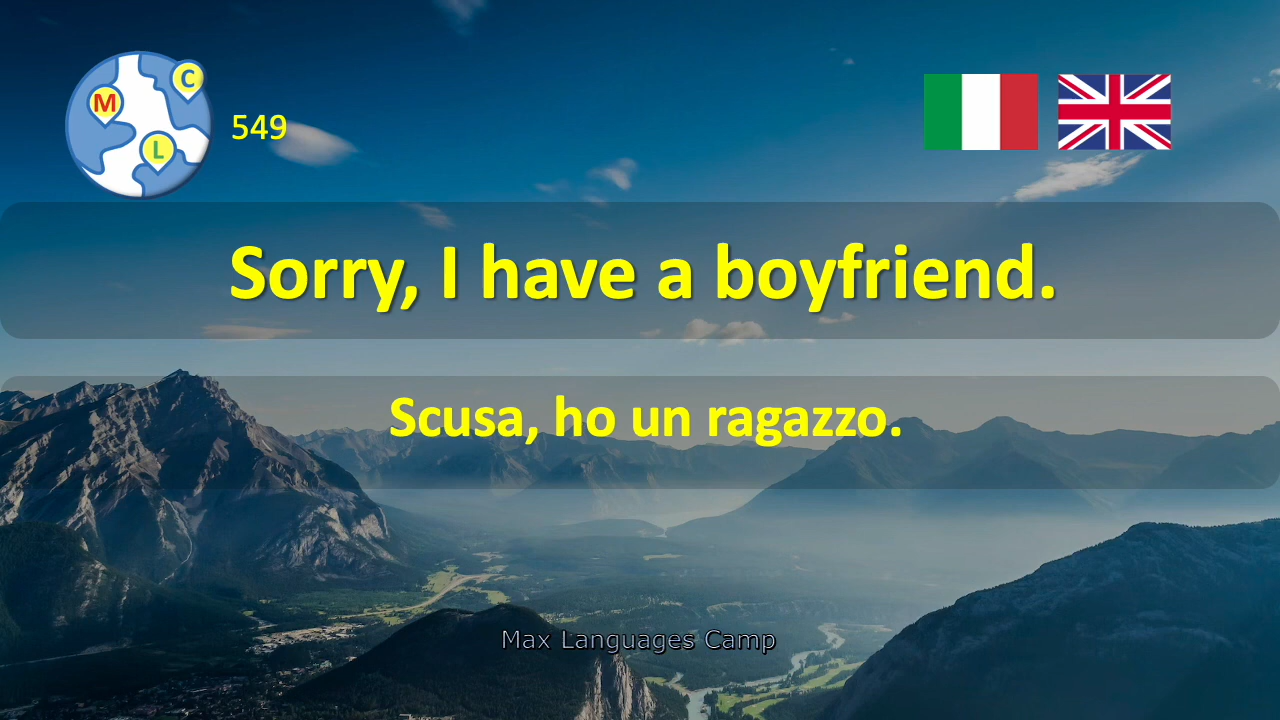 M
C
L
549
Sorry, I have a boyfriend.
Scusa, ho un ragazzo.
Max Languages Camp